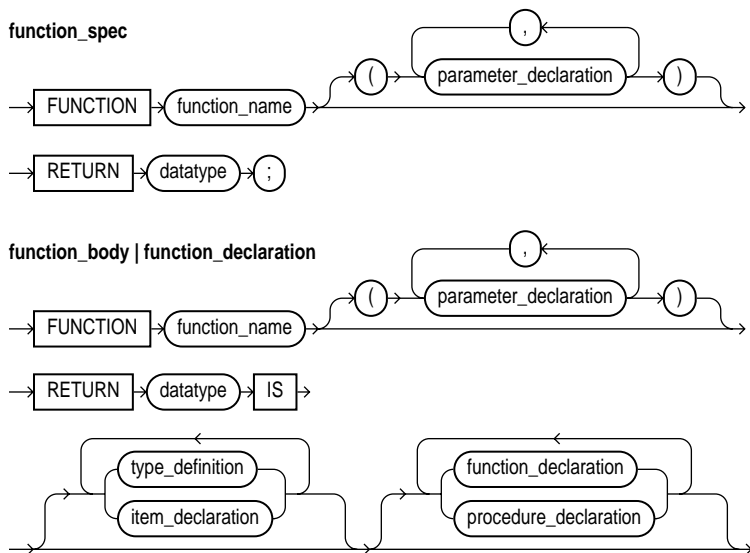 function_spec
,
( parameter_declaration )
FUNCTION function_name
RETURN datatype ;
function_body | function_declaration
,
( parameter_declaration )
FUNCTION function_name
RETURN datatype IS
type_definition function_declaration
item_declaration procedure_declaration